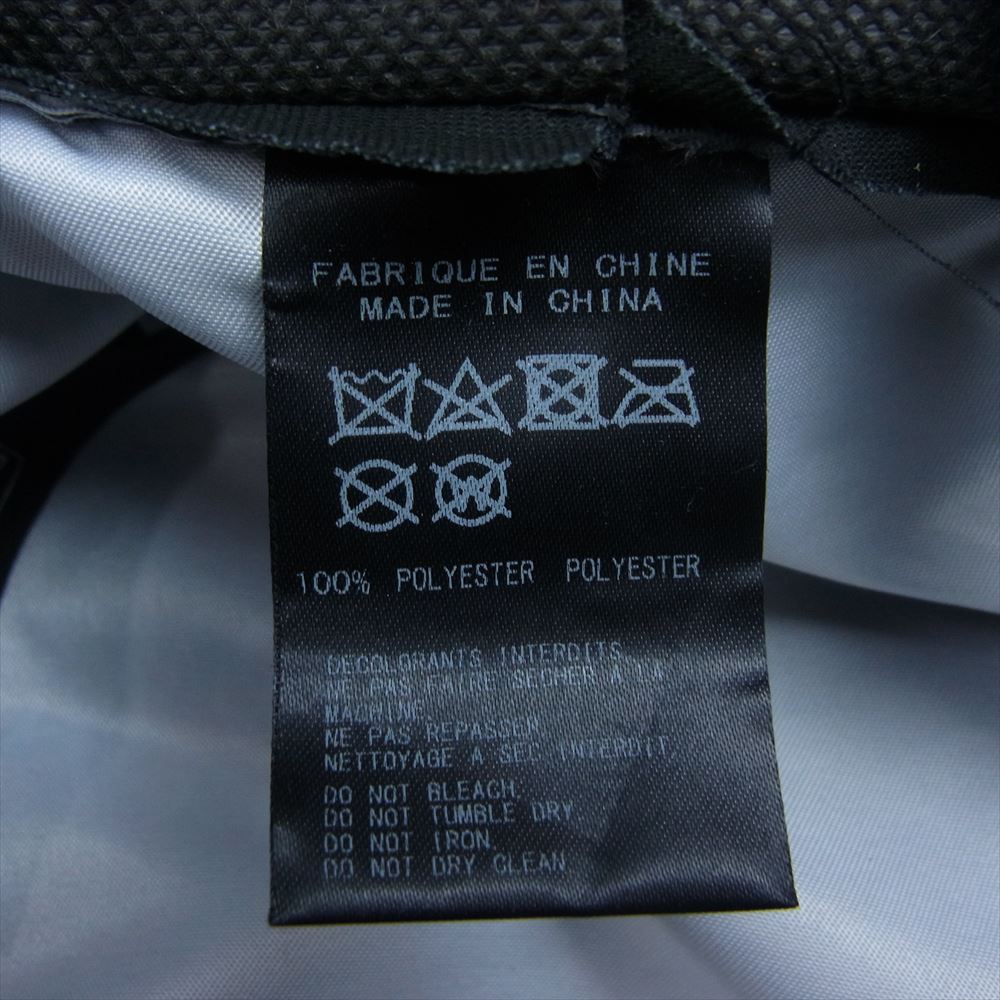 FABRIQUE EN CHINE
MADE IN CHINA
W
100% POLYESTER POLYESTER
DECOLORANTS INTERDITS.
NE PAS FAIRE SECHER A LA
MACHINE.
NE PAS REPASSER.
NETTOYAGE A SEC INTERDIT.
DO NOT BLEACH.
DO NOT TUMBLE DRY.
DO NOT IRON.
DO NOT DRY CLEAN